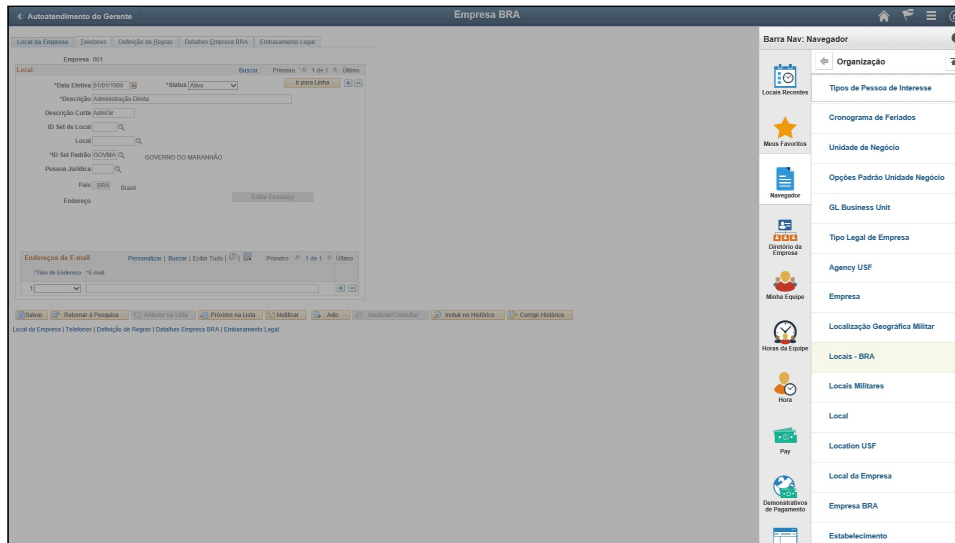 Autoatendimento do Gerente
Empresa BRA
Local da Empresa Telefones Definição de Regras Detalhes Empresa BRA Embasamento Legal
Empresa 001
Local Buscar Primeiro 1 de 1 Último
*Data Efetiva 01/01/1900 *Status Ativo Ir para Linha
*Descrição Administração Direta
Descrição Curta AdmDir
ID Set de Local
Local
*ID Set Padrão GOVMA GOVERNO DO MARANHÃO
Pessoa Jurídica
País BRA Brasil
Endereço Editar Endereço
Endereços de E-mail Personalizar | Buscar | Exibir Tudo | | Primeiro 1 de 1 Último
*Tipo de Endereço *E-mail
1
Salvar Retornar à Pesquisa Anterior na Lista Próximo na Lista Notificar Adic. Atualizar/Consultar Incluir no Histórico Corrigir Histórico
Local da Empresa | Telefones | Definição de Regras | Detalhes Empresa BRA | Embasamento Legal
Barra Nav: Navegador
Locais Recentes
Meus Favoritos
Navegador
Diretório da
Empresa
Minha Equipe
Horas da Equipe
Hora
Pay
Demonstrativos
de Pagamento
Organização
Tipos de Pessoa de Interesse
Cronograma de Feriados
Unidade de Negócio
Opções Padrão Unidade Negócio
GL Business Unit
Tipo Legal de Empresa
Agency USF
Empresa
Localização Geográfica Militar
Locais - BRA
Locais Militares
Local
Location USF
Local da Empresa
Empresa BRA
Estabelecimento